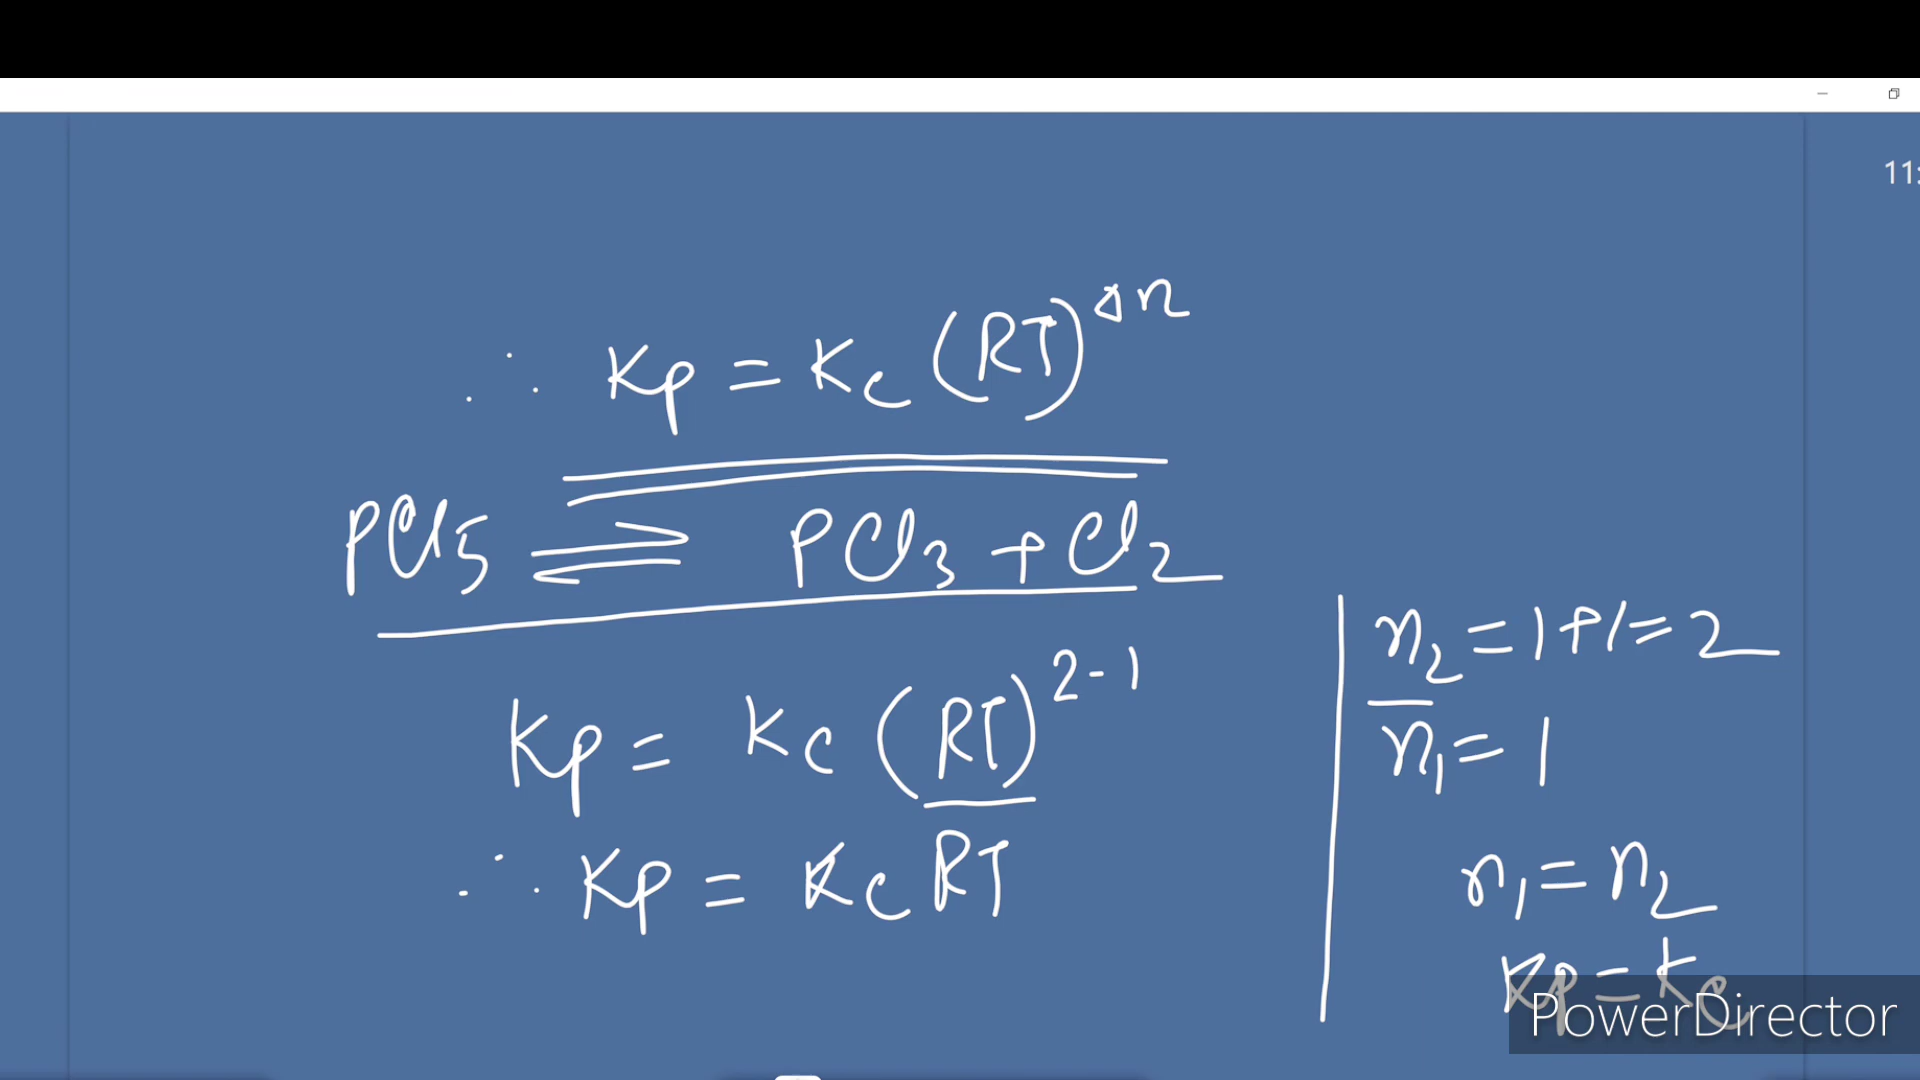 11:
∴ Kp = Kc (RT)^Δn
PCl5 ⇌ PCl3 + Cl2
n2 = 1+1 = 2
Kp = Kc (RT)^2-1
n1 = 1
∴ Kp = Kc RT
n1 = n2
Kp = Kc
PowerDirector